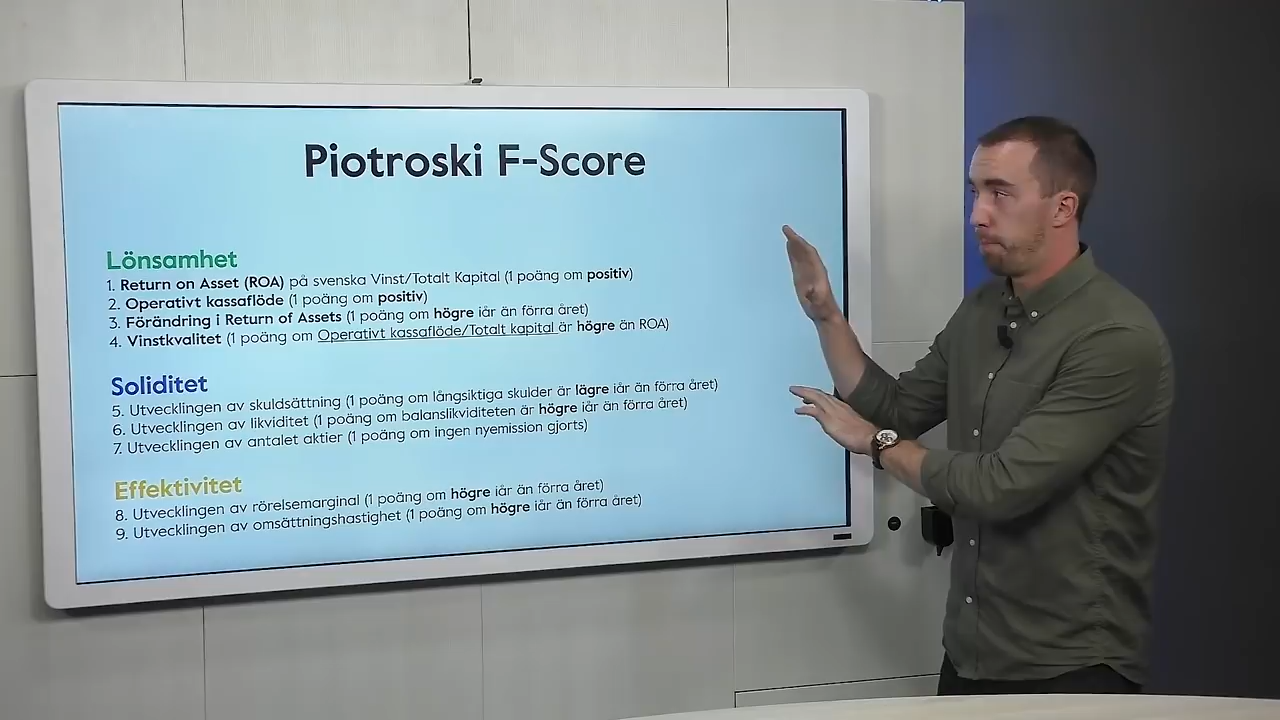 Piotroski F-Score
Lönsamhet
1. Return on Asset (ROA) på svenska Vinst/Totalt Kapital (1 poäng om positiv)
2. Operativt kassaflöde (1 poäng om positiv)
3. Förändring i Return of Assets (1 poäng om högre iår än förra året)
4. Vinstkvalitet (1 poäng om Operativt kassaflöde/Totalt kapital är högre än ROA)
Soliditet
5. Utvecklingen av skuldsättning (1 poäng om långsiktiga skulder är lägre iår än förra året)
6. Utvecklingen av likviditet (1 poäng om balanslikviditeten är högre iår än förra året)
7. Utvecklingen av antalet aktier (1 poäng om ingen nyemission gjorts)
Effektivitet
8. Utvecklingen av rörelsemarginal (1 poäng om högre iår än förra året)
9. Utvecklingen av omsättningshastighet (1 poäng om högre iår än förra året)